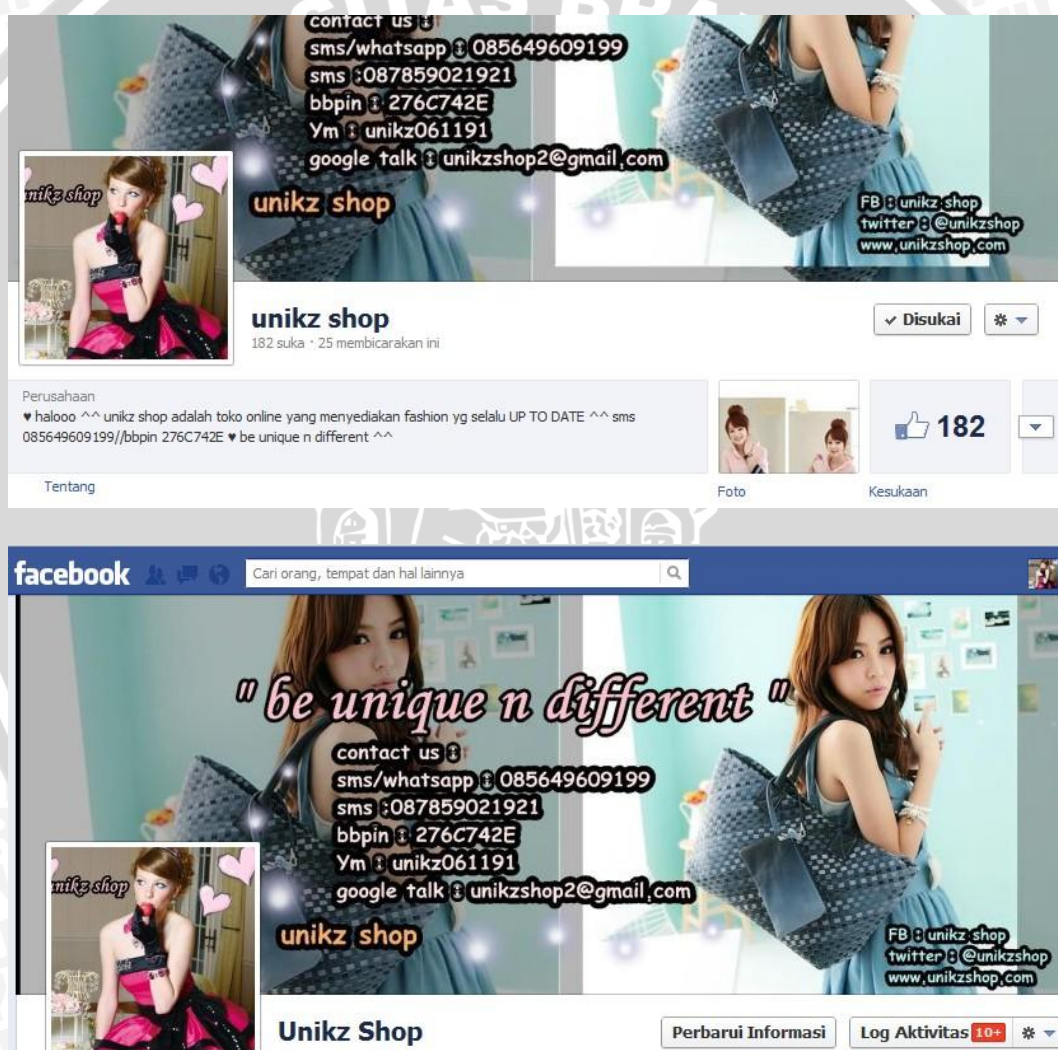 contact us :
sms/whatsapp : 085649609199
sms :087859021921
bbpin : 276C742E
Ym : unikz061191
google talk : unikzshop2@gmail.com
unikz shop
nikz shop
FB : unikz shop
twitter : @unikzshop
www.unikzshop.com
unikz shop
182 suka · 25 membicarakan ini
✓ Disukai
Perusahaan
♥ halooo ^^ unikz shop adalah toko online yang menyediakan fashion yg selalu UP TO DATE ^^ sms
085649609199//bbpin 276C742E ♥ be unique n different ^^
182
Tentang
Foto
Kesukaan
facebook
Cari orang, tempat dan hal lainnya
" be unique n different "
contact us :
sms/whatsapp : 085649609199
sms :087859021921
bbpin : 276C742E
Ym : unikz061191
google talk : unikzshop2@gmail.com
unikz shop
nikz shop
FB : unikz shop
twitter : @unikzshop
www.unikzshop.com
Unikz Shop
Perbarui Informasi
Log Aktivitas 10+